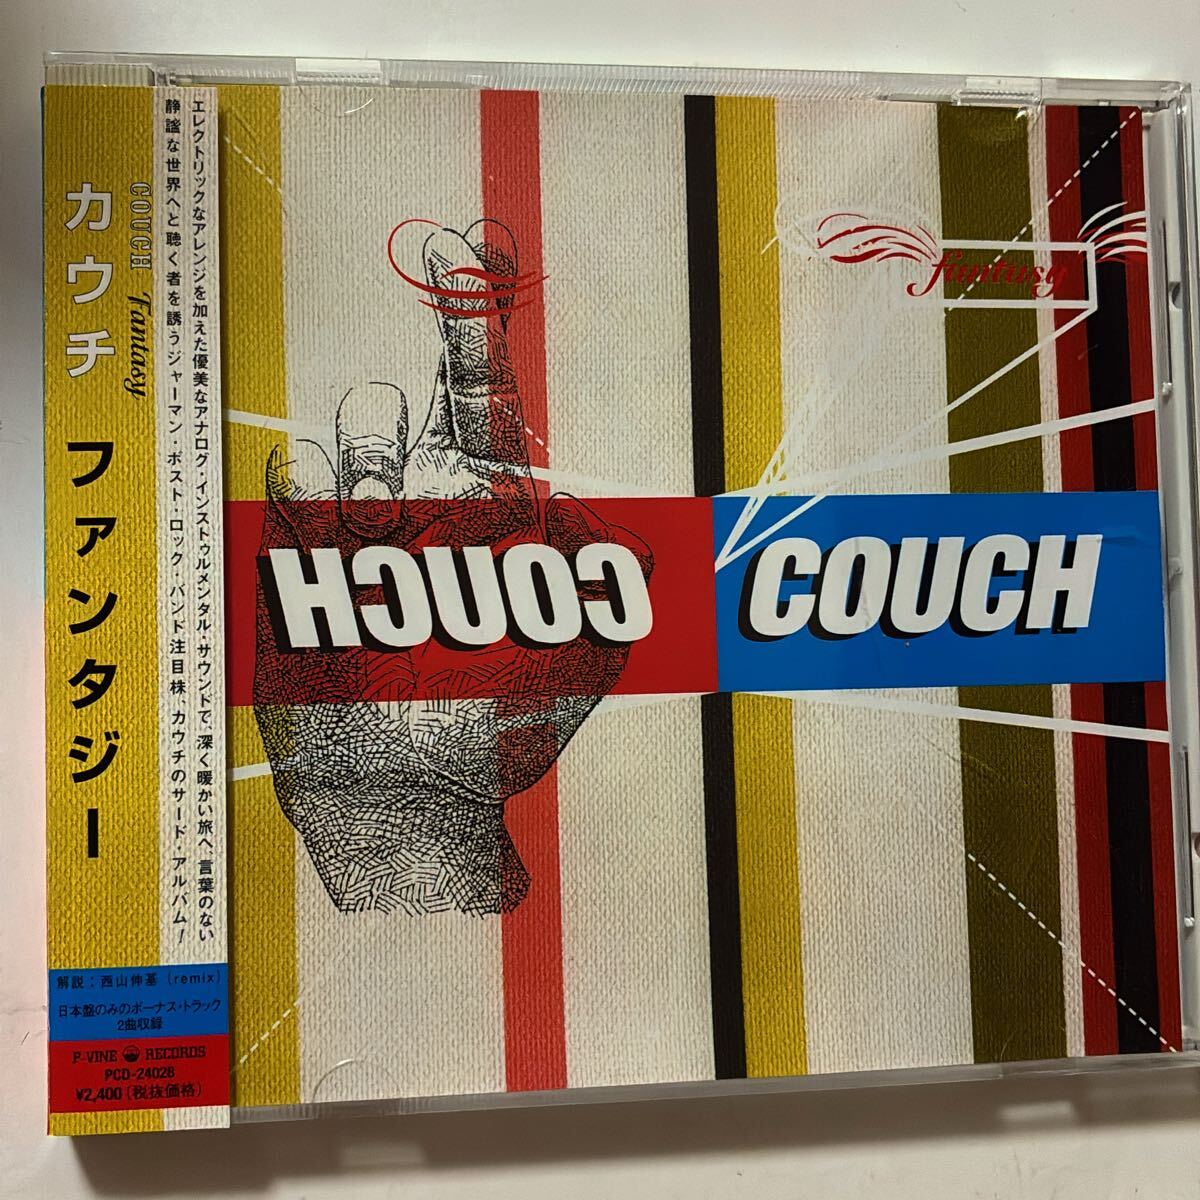 COUCH Fantasy
カウチ ファンタジー
エレクトリックなアレンジを加えた優美なアナログ・インストゥルメンタル・サウンドで、深く暖かい旅へ、言葉のない
静謐な世界へと聴く者を誘うジャーマン・ポスト・ロック・バンド注目株、カウチのサード・アルバム!
解説:西山伸基 (remix)
日本盤のみのボーナス・トラック
2曲収録
P-VINE RECORDS
PCD-24028
¥2,400 (税抜価格)
fantasy
COUCH
COUCH